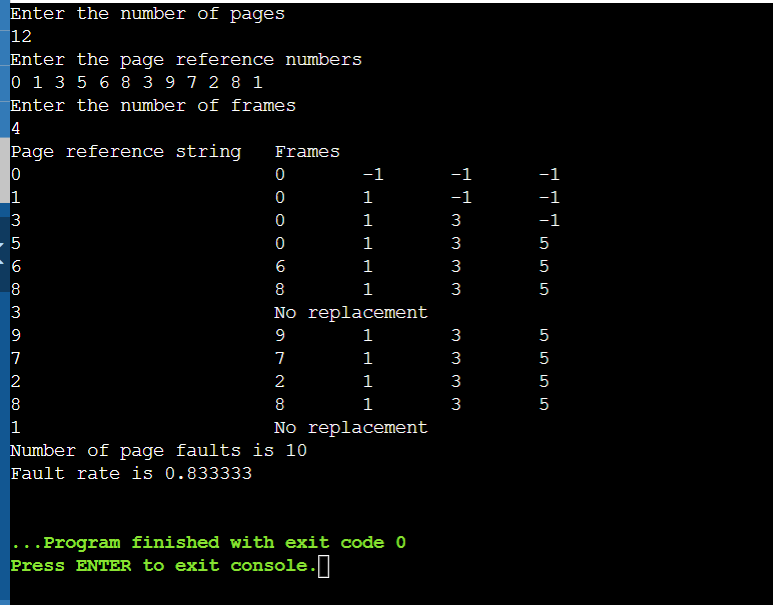 Enter the number of pages
12
Enter the page reference numbers
0 1 3 5 6 8 3 9 7 2 8 1
Enter the number of frames
4
Page reference string Frames
0 0 -1 -1 -1
1 0 1 -1 -1
3 0 1 3 -1
5 0 1 3 5
6 6 1 3 5
8 8 1 3 5
3 No replacement
9 9 1 3 5
7 7 1 3 5
2 2 1 3 5
8 8 1 3 5
1 No replacement
Number of page faults is 10
Fault rate is 0.833333
...Program finished with exit code 0
Press ENTER to exit console.